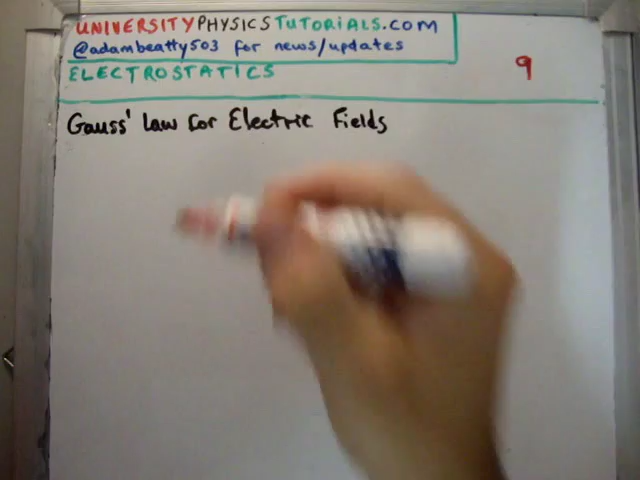 UNIVERSITYPHYSICSTUTORIALS.COM
@adambeatty503 for news/updates
ELECTROSTATICS
9
Gauss' Law for Electric Fields